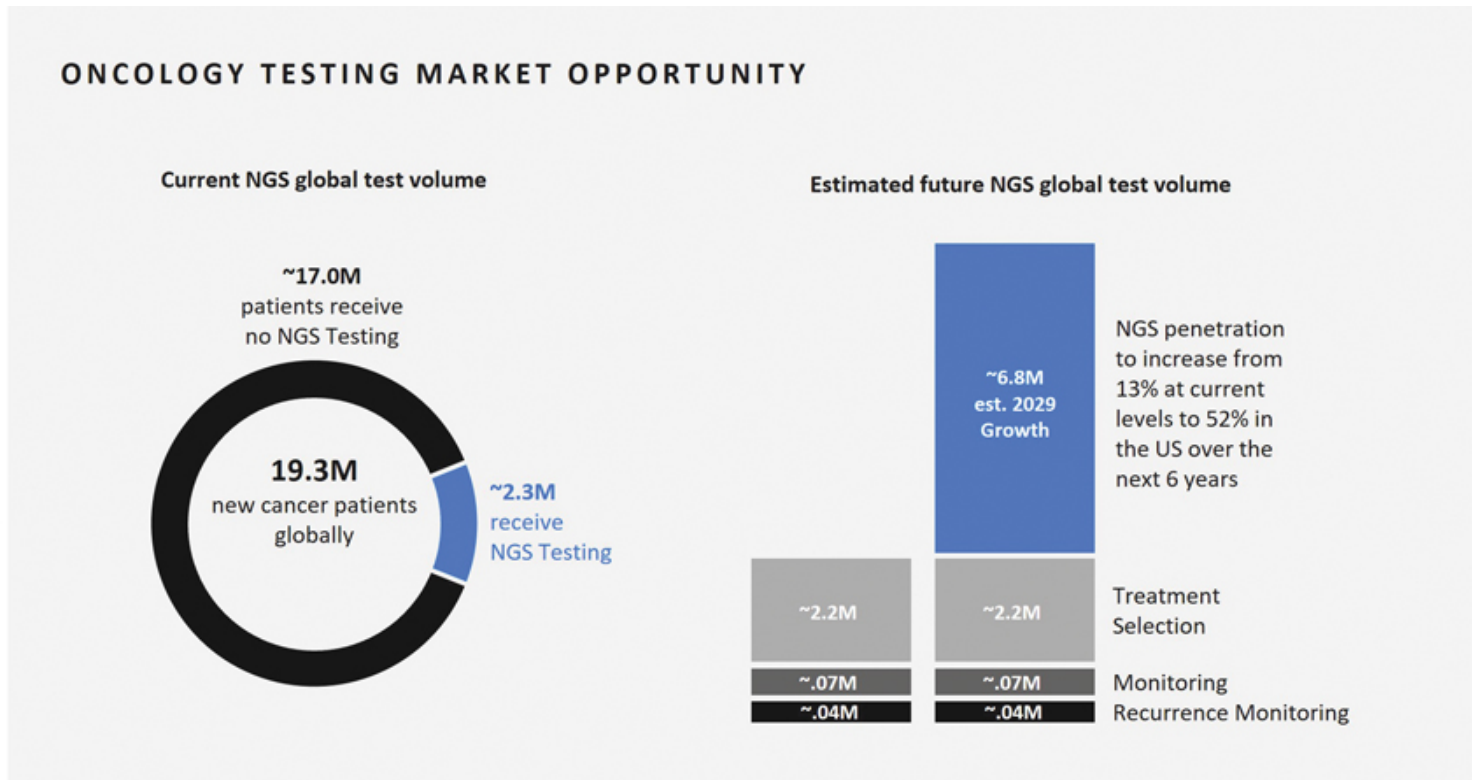 ONCOLOGY TESTING MARKET OPPORTUNITY
Current NGS global test volume
~17.0M
patients receive
no NGS Testing
19.3M
new cancer patients
globally
~2.3M
receive
NGS Testing
Estimated future NGS global test volume
~6.8M
est. 2029
Growth
NGS penetration
to increase from
13% at current
levels to 52% in
the US over the
next 6 years
~2.2M
~2.2M
Treatment
Selection
~.07M
~.07M
Monitoring
~.04M
~.04M
Recurrence Monitoring